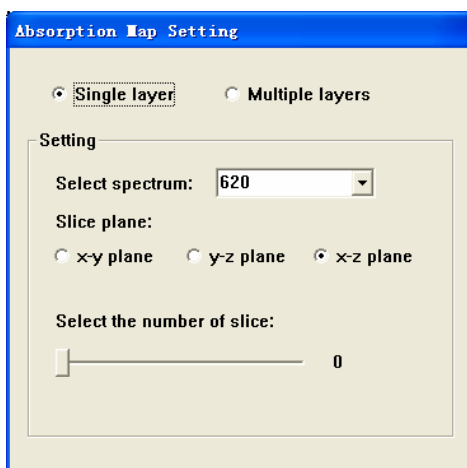 Absorption Map Setting
Single layer Multiple layers
Setting
Select spectrum: 620
Slice plane:
x-y plane y-z plane x-z plane
Select the number of slice:
0